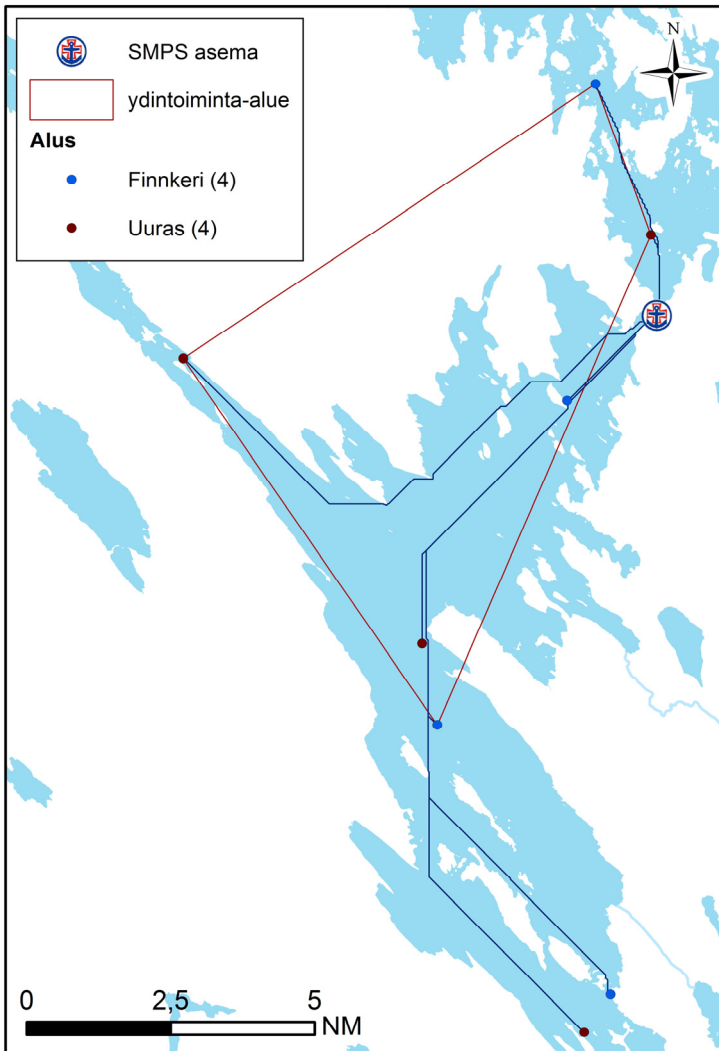 SMPS asema
N
ydintoiminta-alue
Alus
Finnkeri (4)
Uuras (4)
0 2,5 5
NM